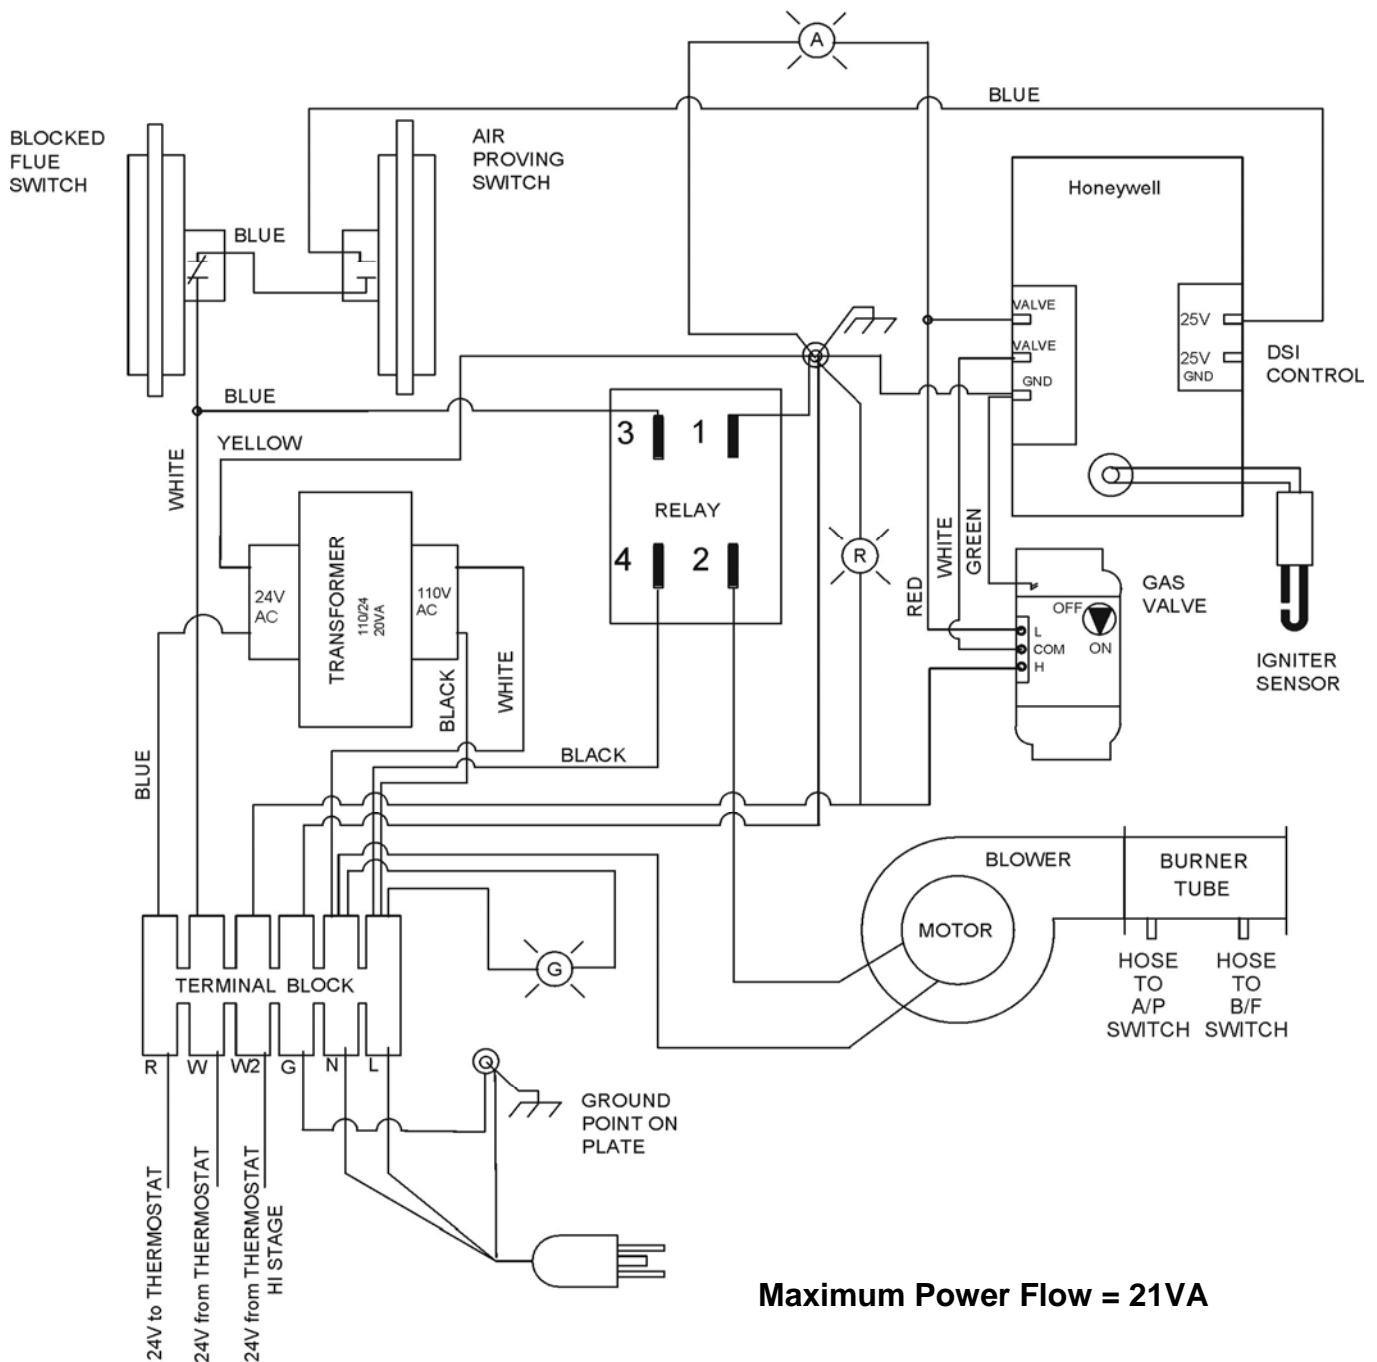 A
BLUE
BLOCKED
FLUE
SWITCH
AIR
PROVING
SWITCH
Honeywell
BLUE
VALVE
25V
VALVE
25V
GND
GND
DSI
CONTROL
BLUE
YELLOW
WHITE
3
1
RELAY
4
2
TRANSFORMER
110/24
20VA
24V
AC
110V
AC
R
RED
WHITE
GREEN
GAS
VALVE
OFF
ON
L
COM
H
IGNITER
SENSOR
BLACK
WHITE
BLUE
BLACK
BLOWER
BURNER
TUBE
MOTOR
G
HOSE
TO
A/P
SWITCH
HOSE
TO
B/F
SWITCH
TERMINAL BLOCK
R W W2 G N L
GROUND
POINT ON
PLATE
24V to THERMOSTAT
24V from THERMOSTAT
24V from THERMOSTAT
HI STAGE
Maximum Power Flow = 21VA